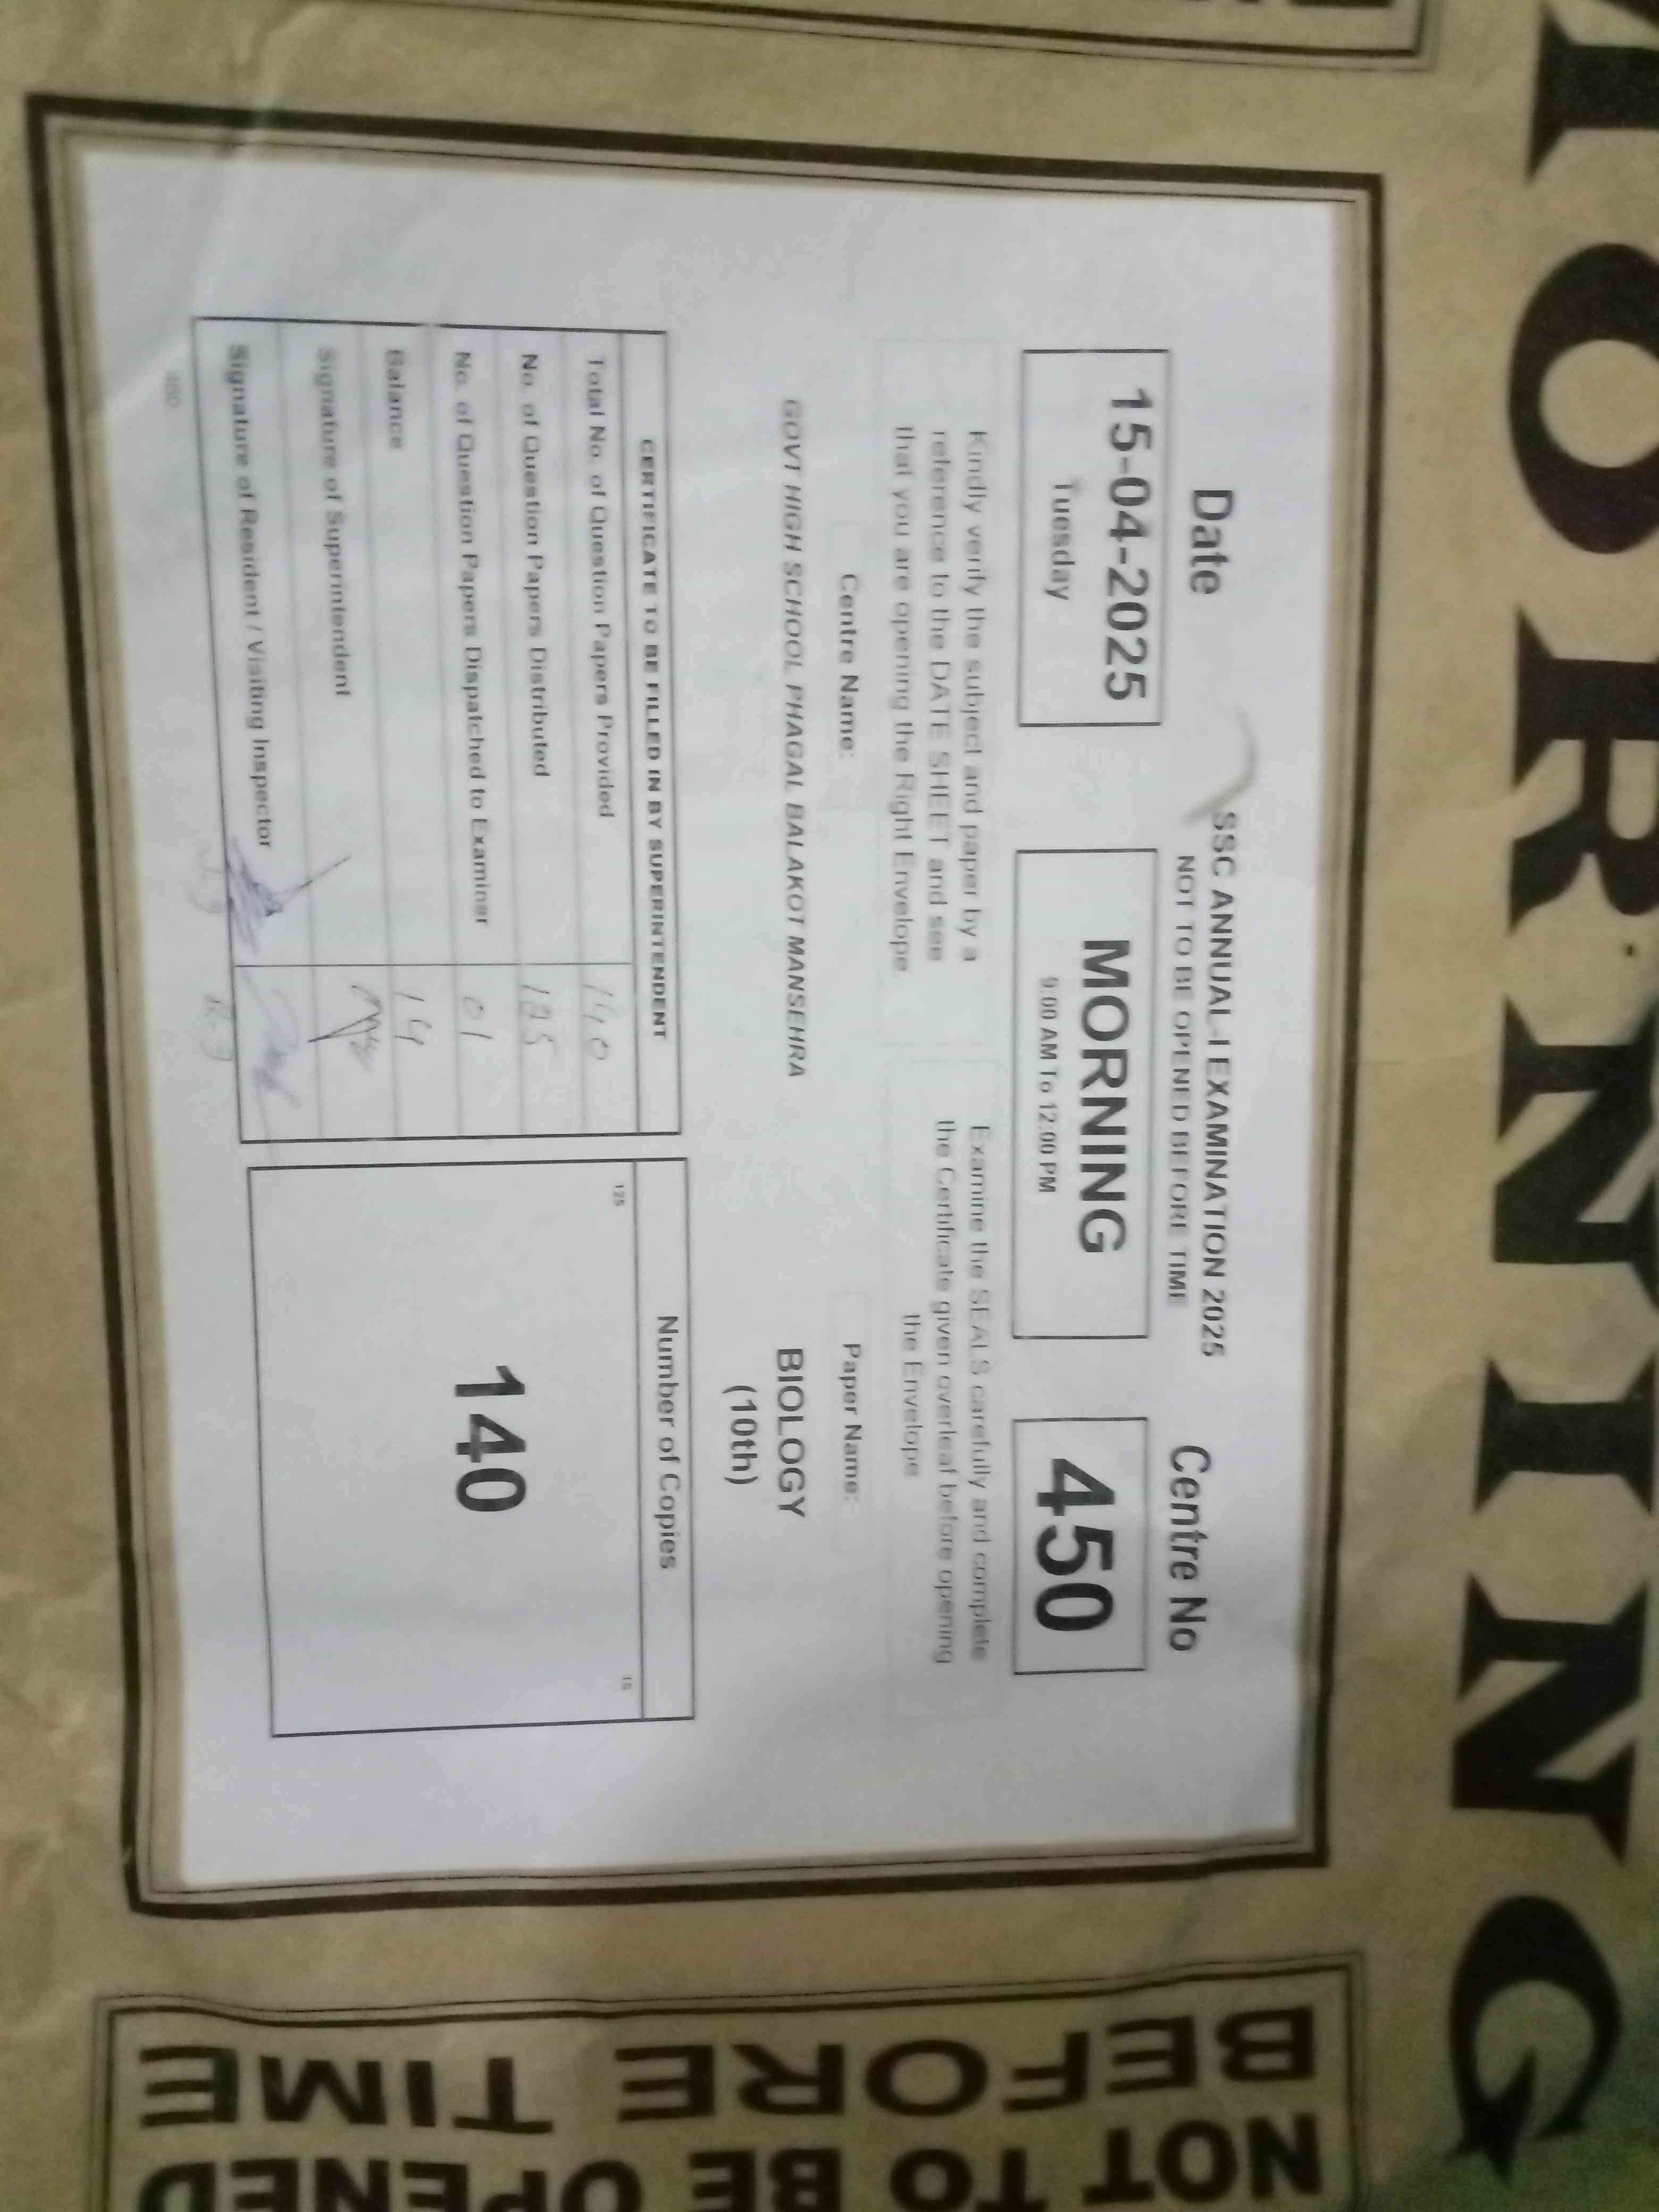 MORNING
SSC ANNUAL-I EXAMINATION 2025
NOT TO BE OPENED BEFORE TIME
Date
Centre No
15-04-2025
Tuesday
MORNING
9:00 AM To 12:00 PM
450
Kindly verify the subject and paper by a
reference to the DATE SHEET and see
that you are opening the Right Envelope.
Examine the SEALS carefully and complete
the Certificate given overleaf before opening
the Envelope
Centre Name:
Paper Name:
GOVT HIGH SCHOOL PHAGAL BALAKOT MANSEHRA
BIOLOGY
(10th)
CERTIFICATE TO BE FILLED IN BY SUPERINTENDENT
Total No. of Question Papers Provided 140
No. of Question Papers Distributed 125
No. of Question Papers Dispatched to Examiner 01
Balance 14
Signature of Superintendent
Signature of Resident / Visiting Inspector
Number of Copies
125
15
140
480
NOT TO BE OPENED
BEFORE TIME